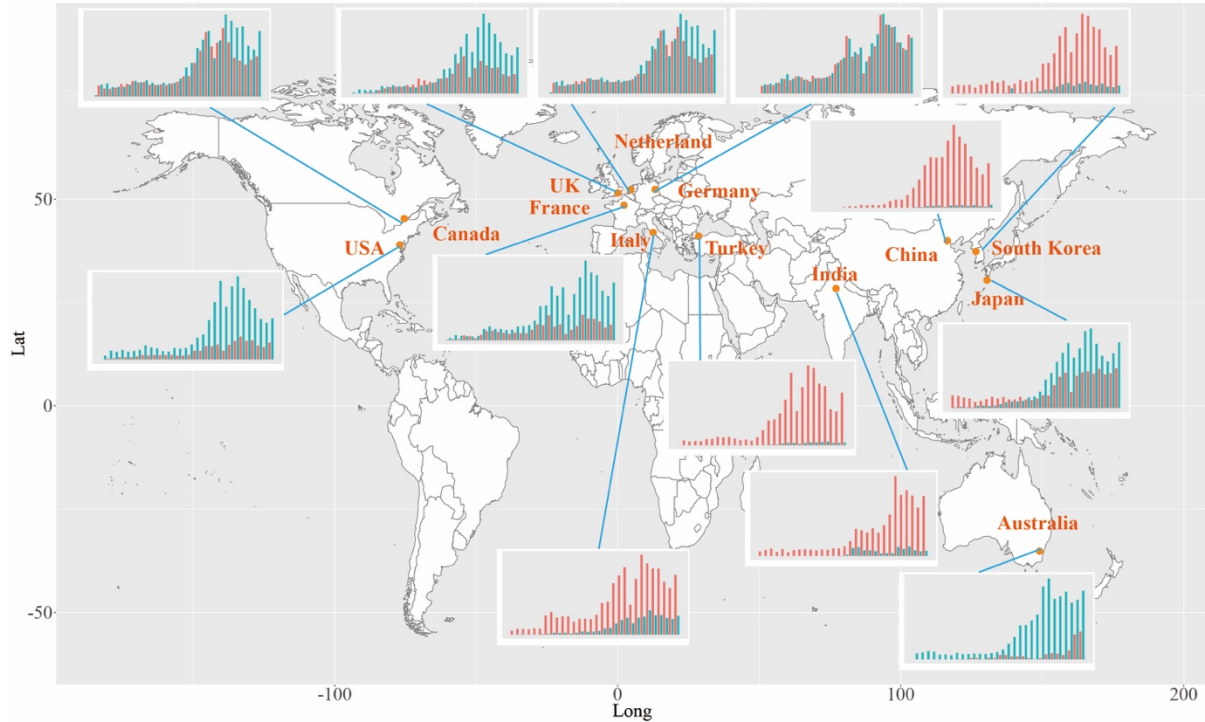 Netherland
UK
Germany
France
50
Canada
USA
Italy
Turkey
China
South Korea
India
Japan
Lat
0
Australia
-50
-100
0
100
200
Long